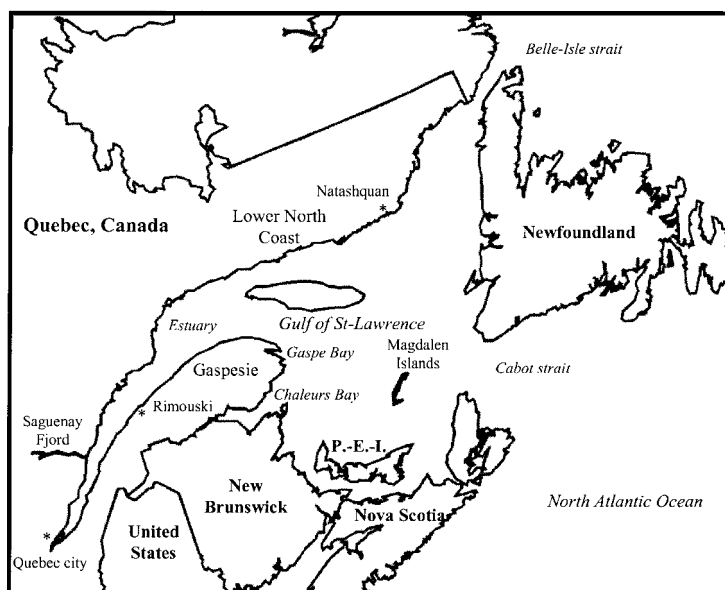 Belle-Isle strait
Natashquan
*
Quebec, Canada
Lower North
Coast
Newfoundland
Estuary
Gulf of St-Lawrence
Gaspe Bay
Magdalen
Islands
Gaspesie
Cabot strait
Chaleurs Bay
* Rimouski
Saguenay
Fjord
P.-E.-I.
New
Brunswick
North Atlantic Ocean
Nova Scotia
United
States
*
Quebec city